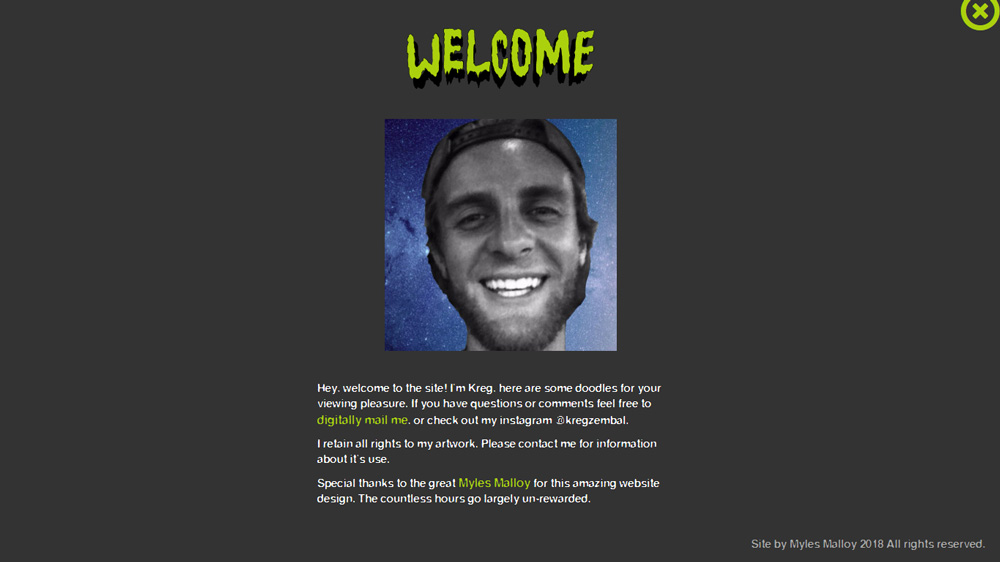 WELCOME
Hey, welcome to the site! I'm Kreg, here are some doodles for your
viewing pleasure. If you have questions or comments feel free to
digitally mail me, or check out my instagram @kregzembal.
I retain all rights to my artwork. Please contact me for information
about it's use.
Special thanks to the great Myles Malloy for this amazing website
design. The countless hours go largely un-rewarded.
Site by Myles Malloy 2018 All rights reserved.